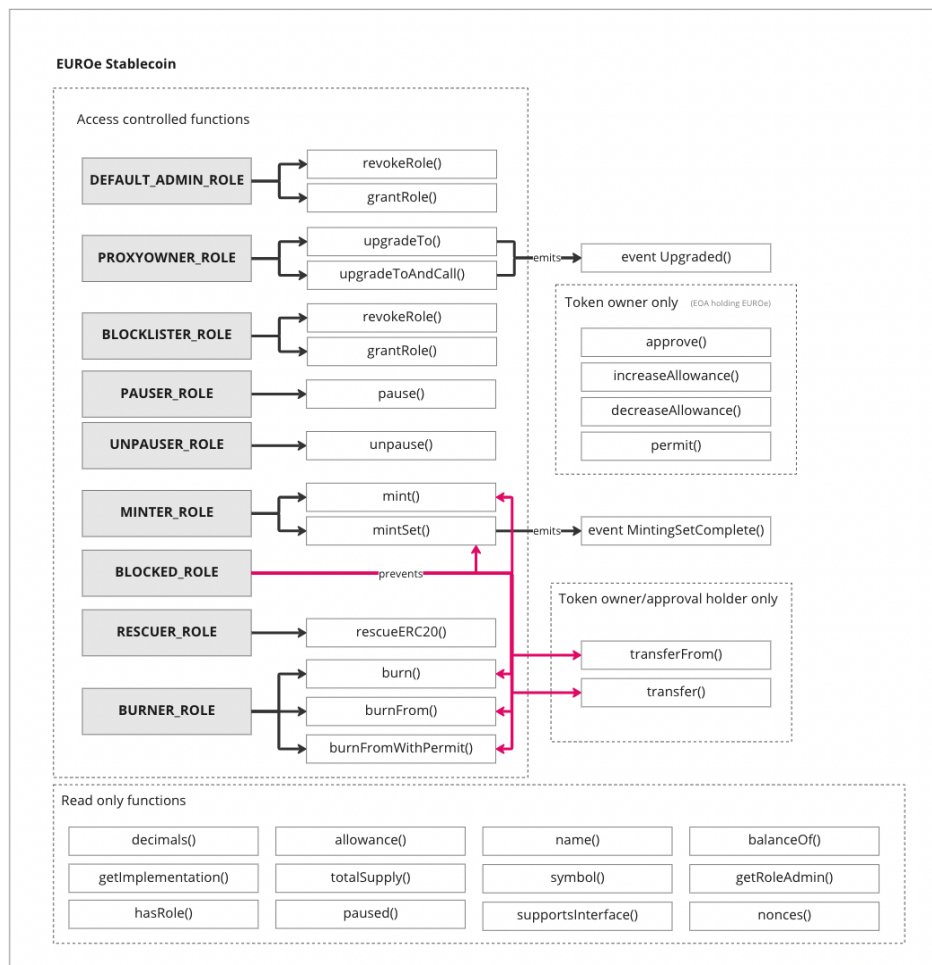 EUROe Stablecoin
Access controlled functions
DEFAULT_ADMIN_ROLE
revokeRole()
grantRole()
PROXYOWNER_ROLE
upgradeTo()
upgradeToAndCall()
emits
event Upgraded()
BLOCKLISTER_ROLE
revokeRole()
grantRole()
Token owner only (EOA holding EUROe)
approve()
increaseAllowance()
decreaseAllowance()
permit()
PAUSER_ROLE
pause()
UNPAUSER_ROLE
unpause()
MINTER_ROLE
mint()
mintSet()
emits
event MintingSetComplete()
BLOCKED_ROLE
prevents
Token owner/approval holder only
transferFrom()
transfer()
RESCUER_ROLE
rescueERC20()
BURNER_ROLE
burn()
burnFrom()
burnFromWithPermit()
Read only functions
decimals()
allowance()
name()
balanceOf()
getImplementation()
totalSupply()
symbol()
getRoleAdmin()
hasRole()
paused()
supportsInterface()
nonces()